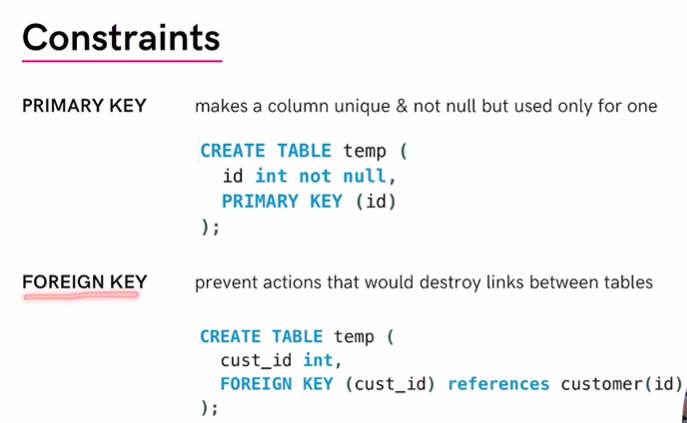 Constraints
PRIMARY KEY makes a column unique & not null but used only for one
CREATE TABLE temp (
id int not null,
PRIMARY KEY (id)
);
FOREIGN KEY prevent actions that would destroy links between tables
CREATE TABLE temp (
cust_id int,
FOREIGN KEY (cust_id) references customer(id)
);